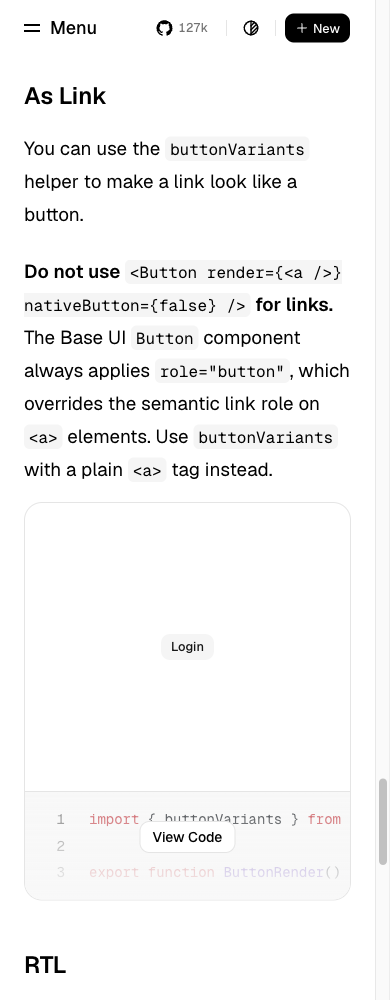 Menu 127k New
As Link
You can use the buttonVariants
helper to make a link look like a
button.
Do not use <Button render={<a />}
nativeButton={false} /> for links.
The Base UI Button component
always applies role="button", which
overrides the semantic link role on
<a> elements. Use buttonVariants
with a plain <a> tag instead.
Login
1 import { buttonVariants } from
View Code
2
3 export function ButtonRender()
RTL